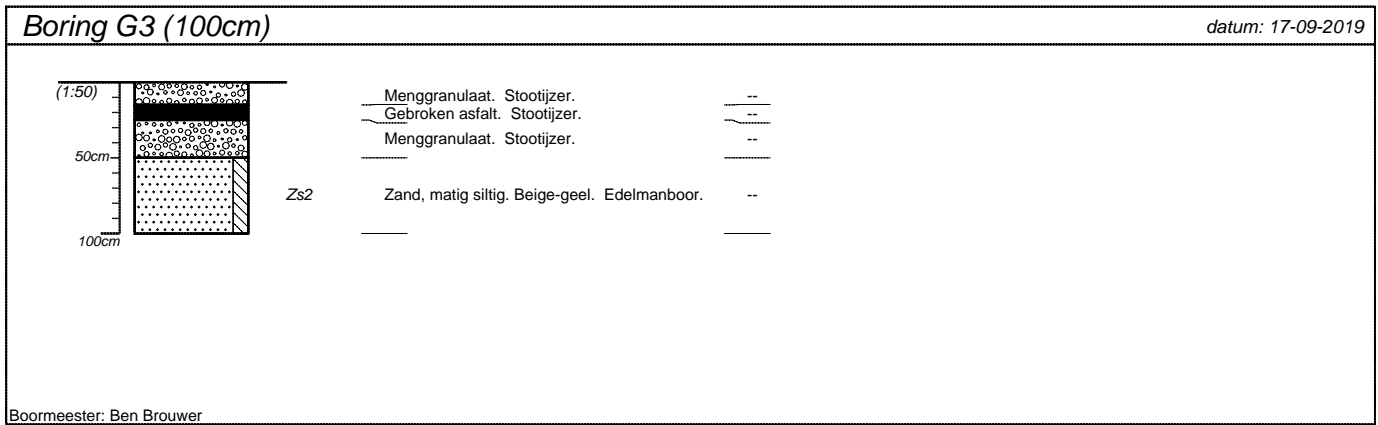 Boring G3 (100cm) datum: 17-09-2019
(1:50) Menggranulaat. Stootijzer. --
Gebroken asfalt. Stootijzer. --
Menggranulaat. Stootijzer. --
50cm
Zs2 Zand, matig siltig. Beige-geel. Edelmanboor. --
100cm
Boormeester: Ben Brouwer